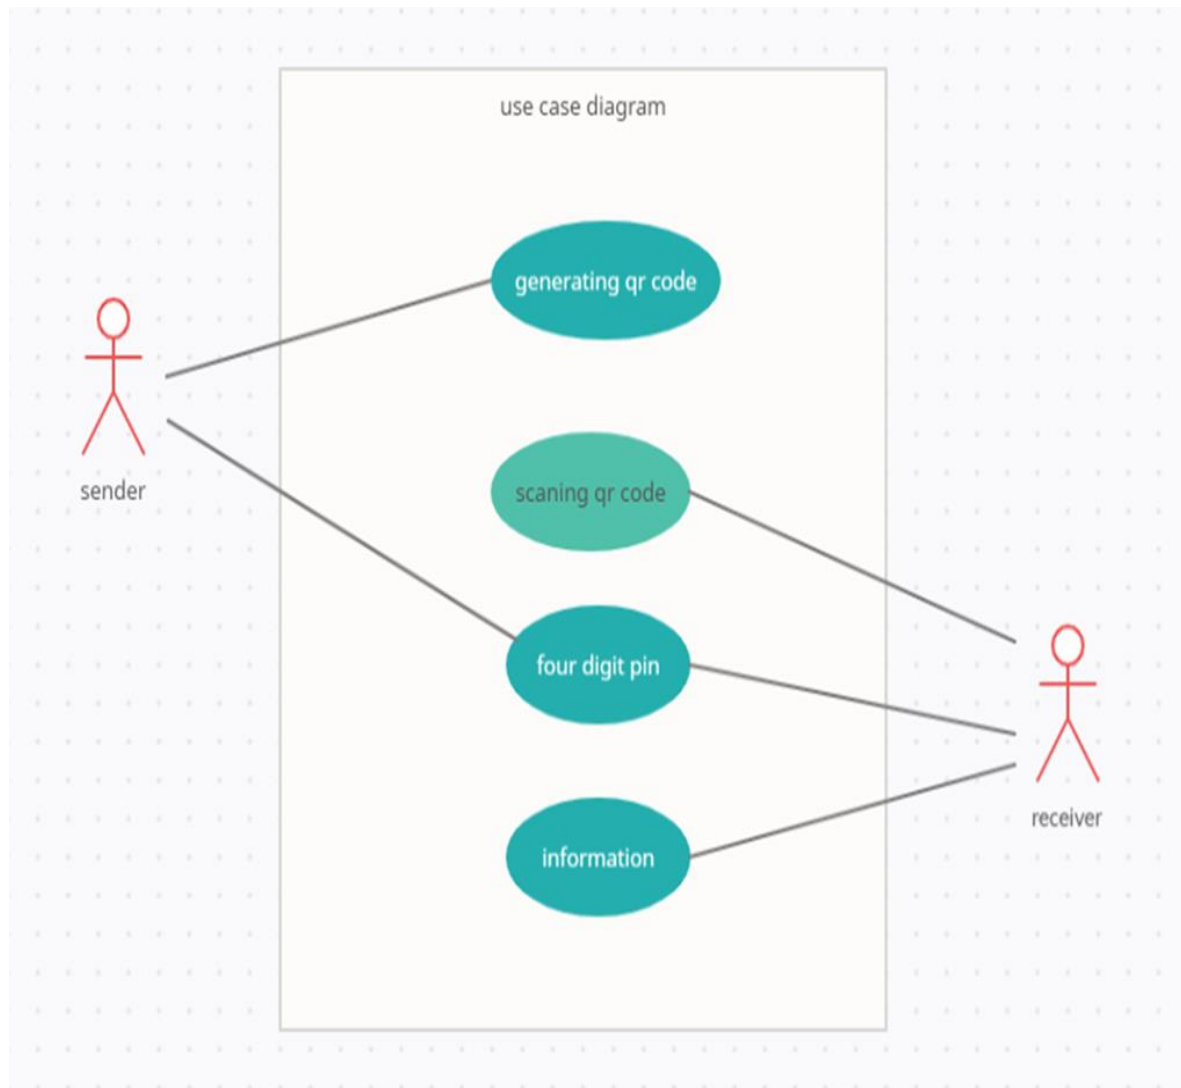 use case diagram
generating qr code
sender
scaning qr code
four digit pin
receiver
information